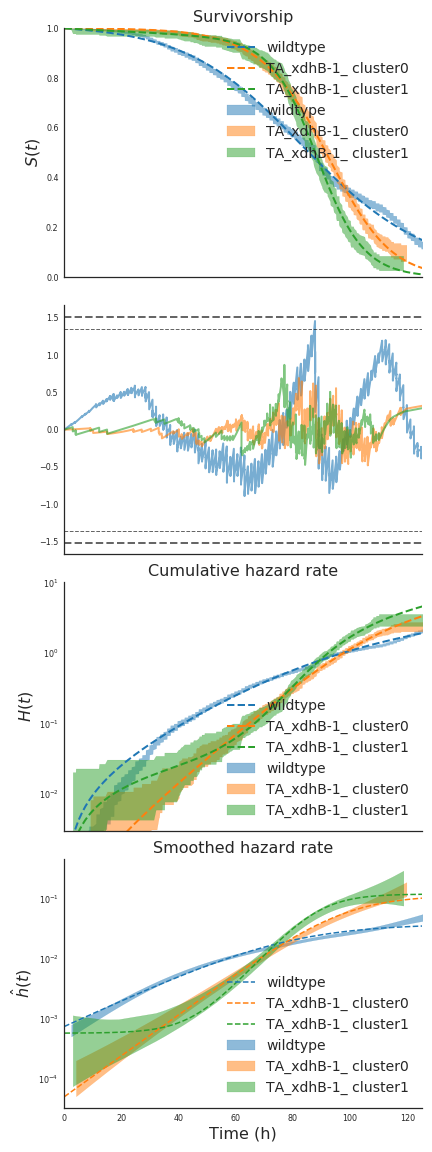 Survivorship
1.0
0.8
0.6
0.4
0.2
0.0
S(t)
wildtype
TA_xdhB-1_ cluster0
TA_xdhB-1_ cluster1
wildtype
TA_xdhB-1_ cluster0
TA_xdhB-1_ cluster1
1.5
1.0
0.5
0.0
−0.5
−1.0
−1.5
Cumulative hazard rate
10¹
10⁰
10⁻¹
10⁻²
H(t)
wildtype
TA_xdhB-1_ cluster0
TA_xdhB-1_ cluster1
wildtype
TA_xdhB-1_ cluster0
TA_xdhB-1_ cluster1
Smoothed hazard rate
10⁻¹
10⁻²
10⁻³
10⁻⁴
ĥ(t)
wildtype
TA_xdhB-1_ cluster0
TA_xdhB-1_ cluster1
wildtype
TA_xdhB-1_ cluster0
TA_xdhB-1_ cluster1
0 20 40 60 80 100 120
Time (h)